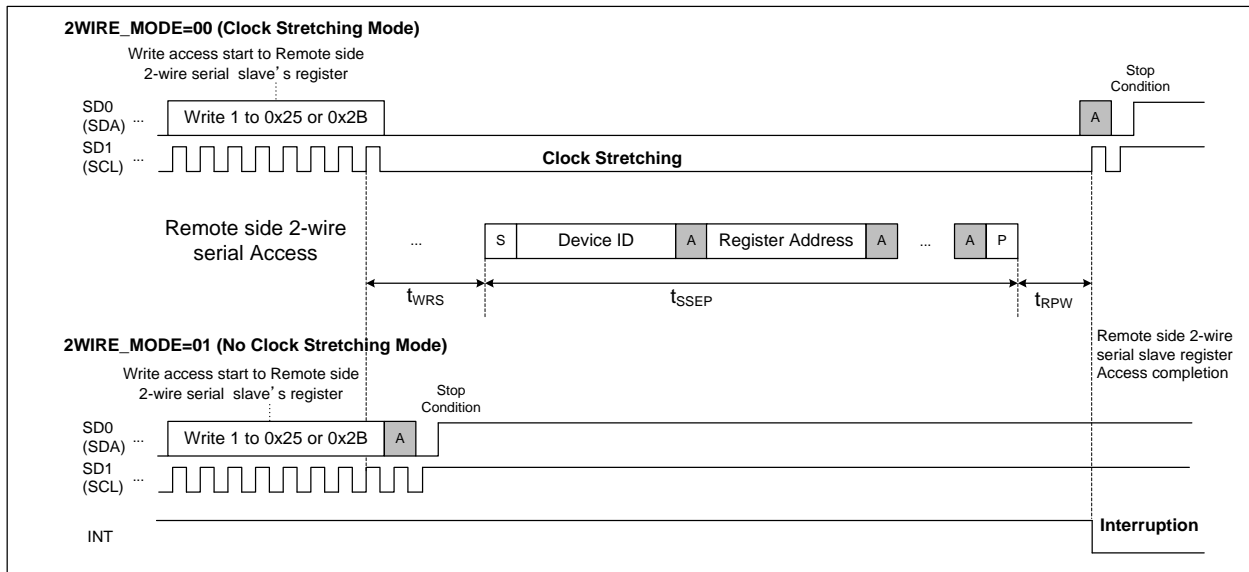 2WIRE_MODE=00 (Clock Stretching Mode)
Write access start to Remote side
2-wire serial slave's register
Stop
Condition
SD0
(SDA) ...
Write 1 to 0x25 or 0x2B
A
SD1
(SCL) ...
Clock Stretching
Remote side 2-wire
serial Access
...
S Device ID A Register Address A ... A P
tWRS tSSEP tRPW
2WIRE_MODE=01 (No Clock Stretching Mode)
Remote side 2-wire
serial slave register
Access completion
Write access start to Remote side
2-wire serial slave's register
Stop
Condition
SD0
(SDA) ...
Write 1 to 0x25 or 0x2B A
SD1
(SCL) ...
Interruption
INT